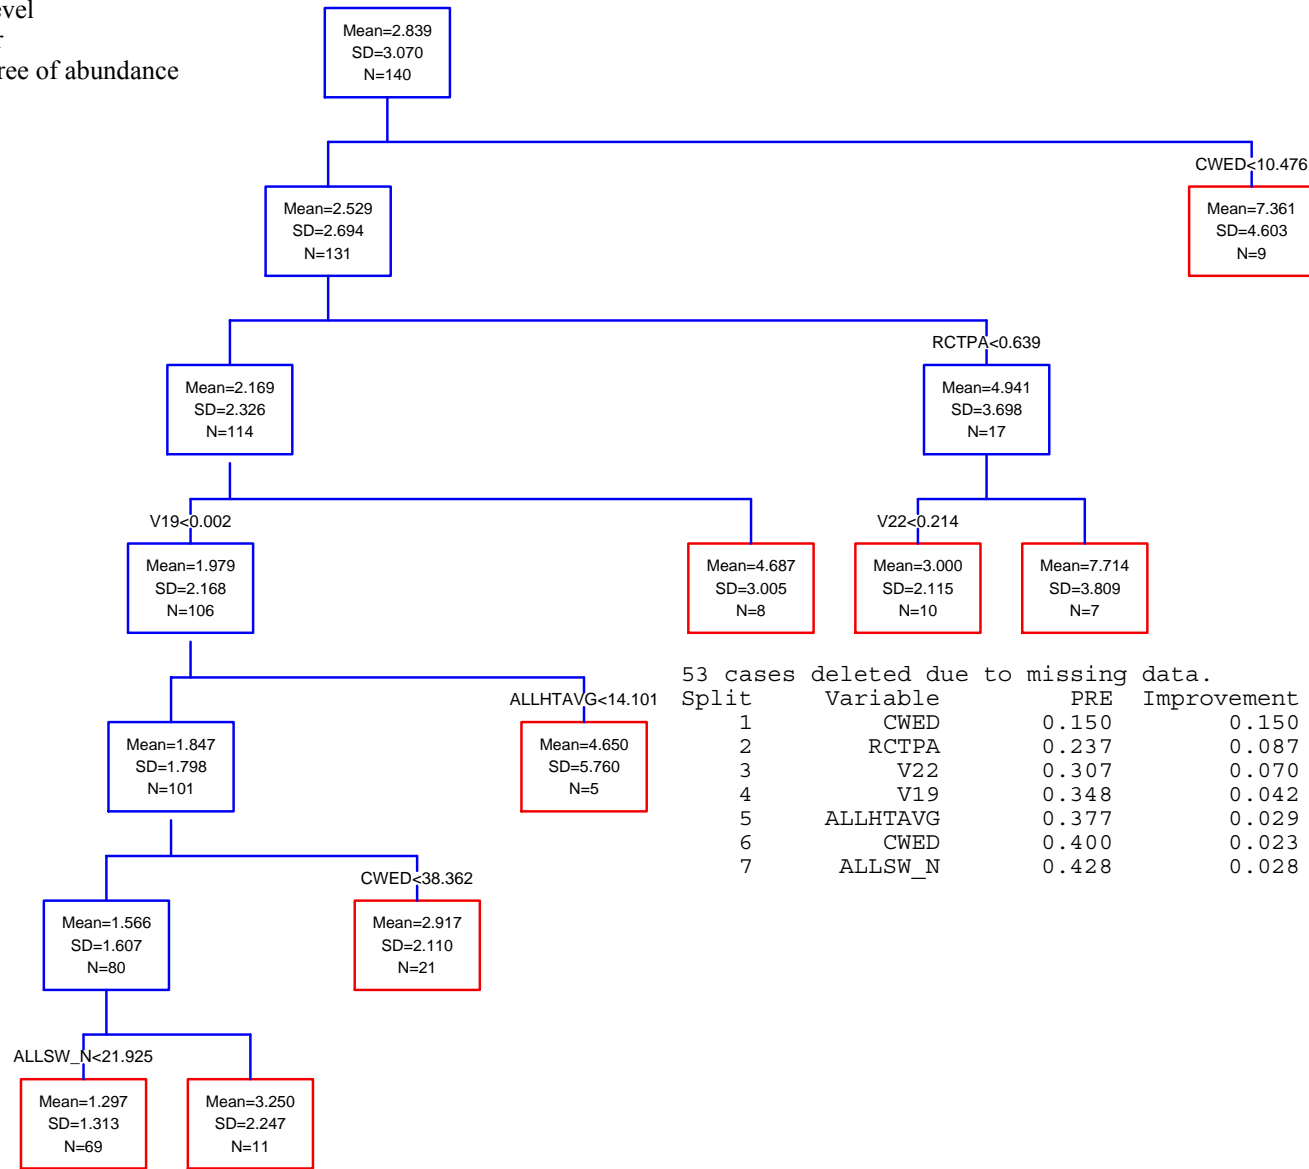 evel
r
ree of abundance
Mean=2.839
SD=3.070
N=140
CWED<10.476
Mean=2.529
SD=2.694
N=131
Mean=7.361
SD=4.603
N=9
RCTPA<0.639
Mean=2.169
SD=2.326
N=114
Mean=4.941
SD=3.698
N=17
V19<0.002
V22<0.214
Mean=1.979
SD=2.168
N=106
Mean=4.687
SD=3.005
N=8
Mean=3.000
SD=2.115
N=10
Mean=7.714
SD=3.809
N=7
ALLHTAVG<14.101
Mean=1.847
SD=1.798
N=101
Mean=4.650
SD=5.760
N=5
53 cases deleted due to missing data.
Split Variable PRE Improvement
1 CWED 0.150 0.150
2 RCTPA 0.237 0.087
3 V22 0.307 0.070
4 V19 0.348 0.042
5 ALLHTAVG 0.377 0.029
6 CWED 0.400 0.023
7 ALLSW_N 0.428 0.028
CWED<38.362
Mean=1.566
SD=1.607
N=80
Mean=2.917
SD=2.110
N=21
ALLSW_N<21.925
Mean=1.297
SD=1.313
N=69
Mean=3.250
SD=2.247
N=11